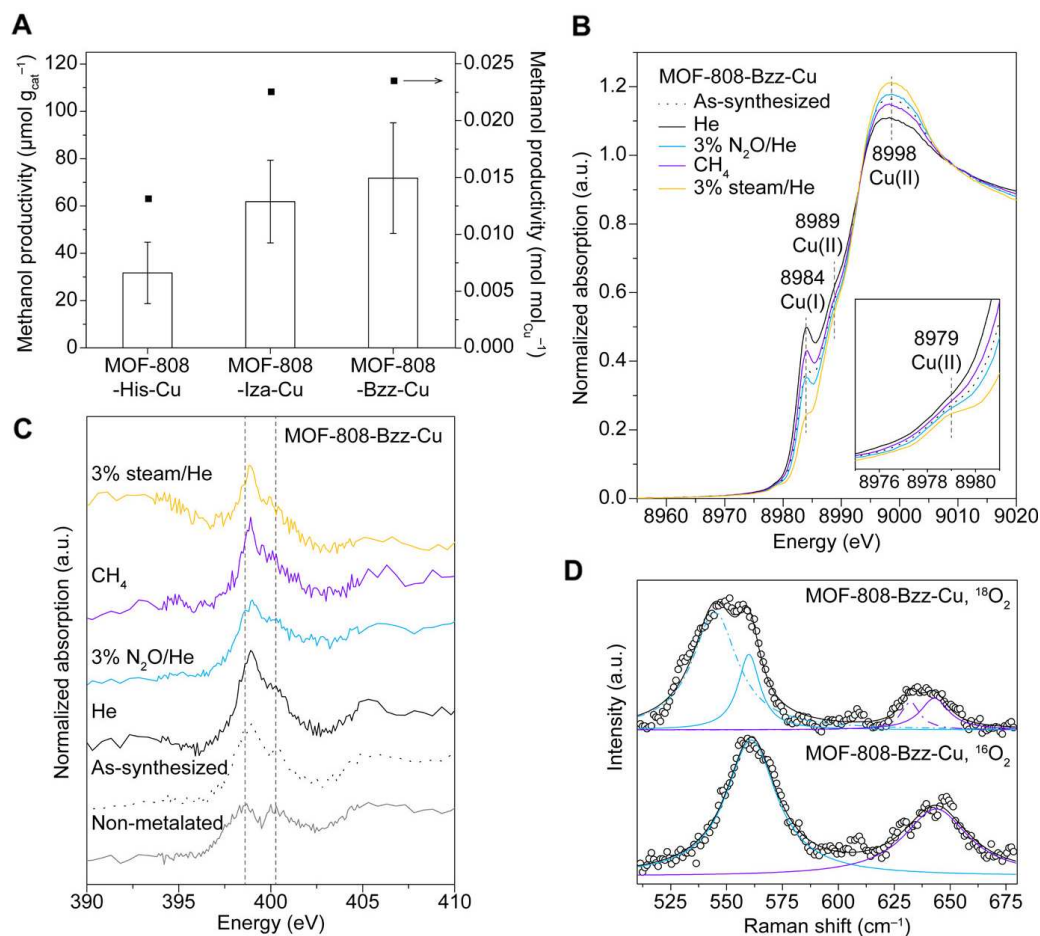 A
Methanol productivity (μmol gcat⁻¹)
120
100
80
60
40
20
0
0.025
0.020
0.015
0.010
0.005
0.000
Methanol productivity (mol molCu⁻¹)
MOF-808
-His-Cu
MOF-808
-Iza-Cu
MOF-808
-Bzz-Cu
B
Normalized absorption (a.u.)
1.2
1.0
0.8
0.6
0.4
0.2
0.0
MOF-808-Bzz-Cu
As-synthesized
He
3% N₂O/He
CH₄
3% steam/He
8998
Cu(II)
8989
Cu(II)
8984
Cu(I)
8979
Cu(II)
8976 8978 8980
8960 8970 8980 8990 9000 9010 9020
Energy (eV)
C
Normalized absorption (a.u.)
MOF-808-Bzz-Cu
3% steam/He
CH₄
3% N₂O/He
He
As-synthesized
Non-metalated
390 395 400 405 410
Energy (eV)
D
Intensity (a.u.)
MOF-808-Bzz-Cu, ¹⁸O₂
MOF-808-Bzz-Cu, ¹⁶O₂
525 550 575 600 625 650 675
Raman shift (cm⁻¹)